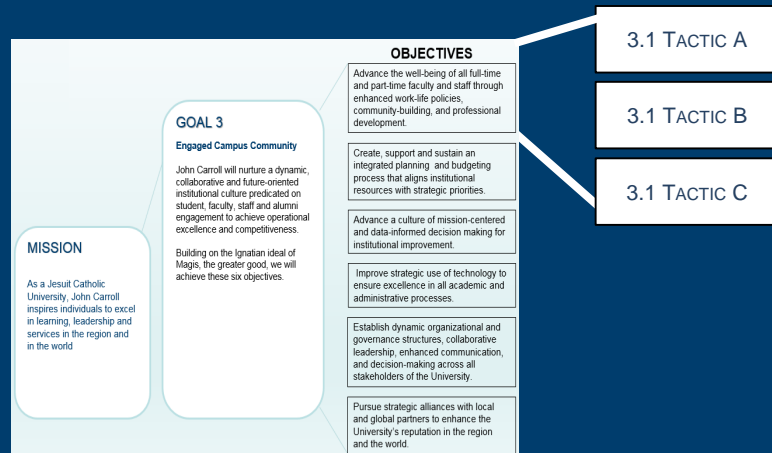 MISSION
As a Jesuit Catholic
University, John Carroll
inspires individuals to excel
in learning, leadership and
services in the region and
in the world
GOAL 3
Engaged Campus Community
John Carroll will nurture a dynamic,
collaborative and future-oriented
institutional culture predicated on
student, faculty, staff and alumni
engagement to achieve operational
excellence and competitiveness.
Building on the Ignatian ideal of
Magis, the greater good, we will
achieve these six objectives.
OBJECTIVES
Advance the well-being of all full-time
and part-time faculty and staff through
enhanced work-life policies,
community-building, and professional
development.
Create, support and sustain an
integrated planning and budgeting
process that aligns institutional
resources with strategic priorities.
Advance a culture of mission-centered
and data-informed decision making for
institutional improvement.
Improve strategic use of technology to
ensure excellence in all academic and
administrative processes.
Establish dynamic organizational and
governance structures, collaborative
leadership, enhanced communication,
and decision-making across all
stakeholders of the University.
Pursue strategic alliances with local
and global partners to enhance the
University's reputation in the region
and the world.
3.1 TACTIC A
3.1 TACTIC B
3.1 TACTIC C